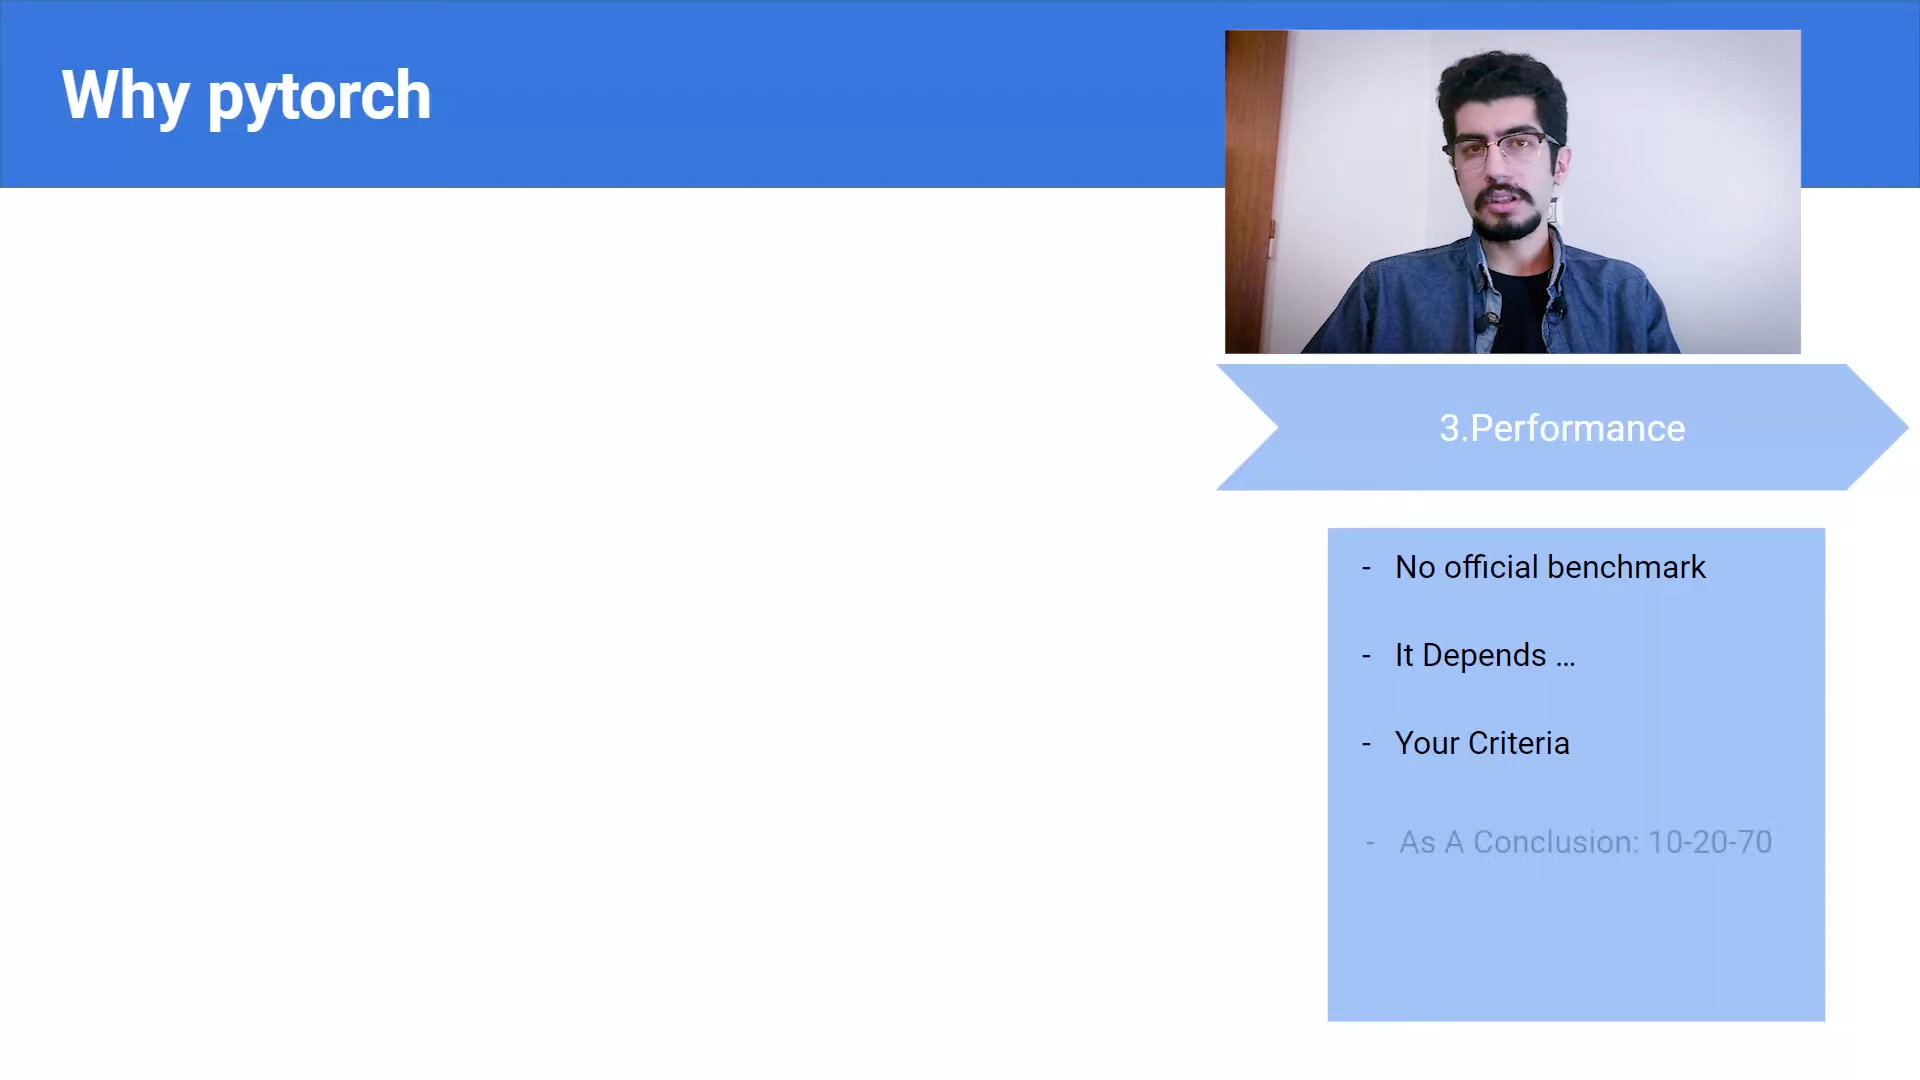 Why pytorch
3.Performance
- No official benchmark
- It Depends ...
- Your Criteria
- As A Conclusion: 10-20-70